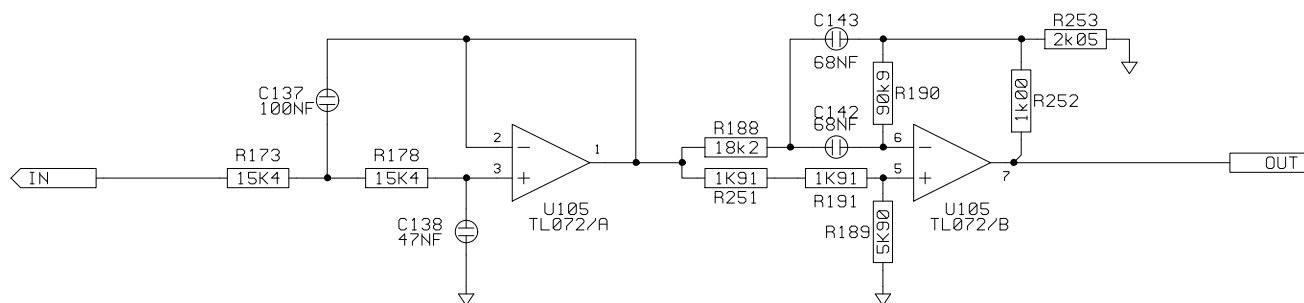 C143
68NF
R253
2k05
C137
100NF
90k9
R190
1k00
R252
C142
68NF
R188
18k2
2
3
1
6
5
7
IN
R173
15K4
R178
15K4
1K91
R251
1K91
R191
OUT
C138
47NF
U105
TL072/A
R189
5K90
U105
TL072/B